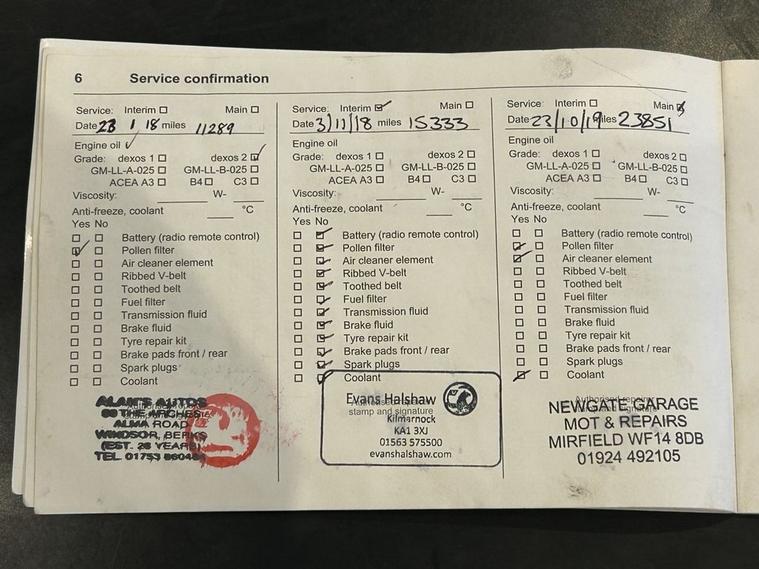 6 Service confirmation
Service: Interim Main
Date 23 1 18 miles 11289
Engine oil
Grade: dexos 1 dexos 2
GM-LL-A-025 GM-LL-B-025
ACEA A3 B4 C3
Viscosity: W-
Anti-freeze, coolant °C
Yes No
Battery (radio remote control)
Pollen filter
Air cleaner element
Ribbed V-belt
Toothed belt
Fuel filter
Transmission fluid
Brake fluid
Tyre repair kit
Brake pads front / rear
Spark plugs
Coolant
ALAN'S AUTOS
THE ARCHES
ALMA ROAD
WINDSOR, BERKS
(EST. 26 YEARS)
TEL. 01753
Service: Interim Main
Date 3/11/18 miles 15333
Engine oil
Grade: dexos 1 dexos 2
GM-LL-A-025 GM-LL-B-025
ACEA A3 B4 C3
Viscosity: W-
Anti-freeze, coolant °C
Yes No
Battery (radio remote control)
Pollen filter
Air cleaner element
Ribbed V-belt
Toothed belt
Fuel filter
Transmission fluid
Brake fluid
Tyre repair kit
Brake pads front / rear
Spark plugs
Coolant
Evans Halshaw
stamp and signature
Kilmarnock
KA1 3XJ
01563 575500
evanshalshaw.com
Service: Interim Main
Date 23/10/19 miles 23851
Engine oil
Grade: dexos 1 dexos 2
GM-LL-A-025 GM-LL-B-025
ACEA A3 B4 C3
Viscosity: W-
Anti-freeze, coolant °C
Yes No
Battery (radio remote control)
Pollen filter
Air cleaner element
Ribbed V-belt
Toothed belt
Fuel filter
Transmission fluid
Brake fluid
Tyre repair kit
Brake pads front / rear
Spark plugs
Coolant
NEWGATE GARAGE
MOT & REPAIRS
MIRFIELD WF14 8DB
01924 492105